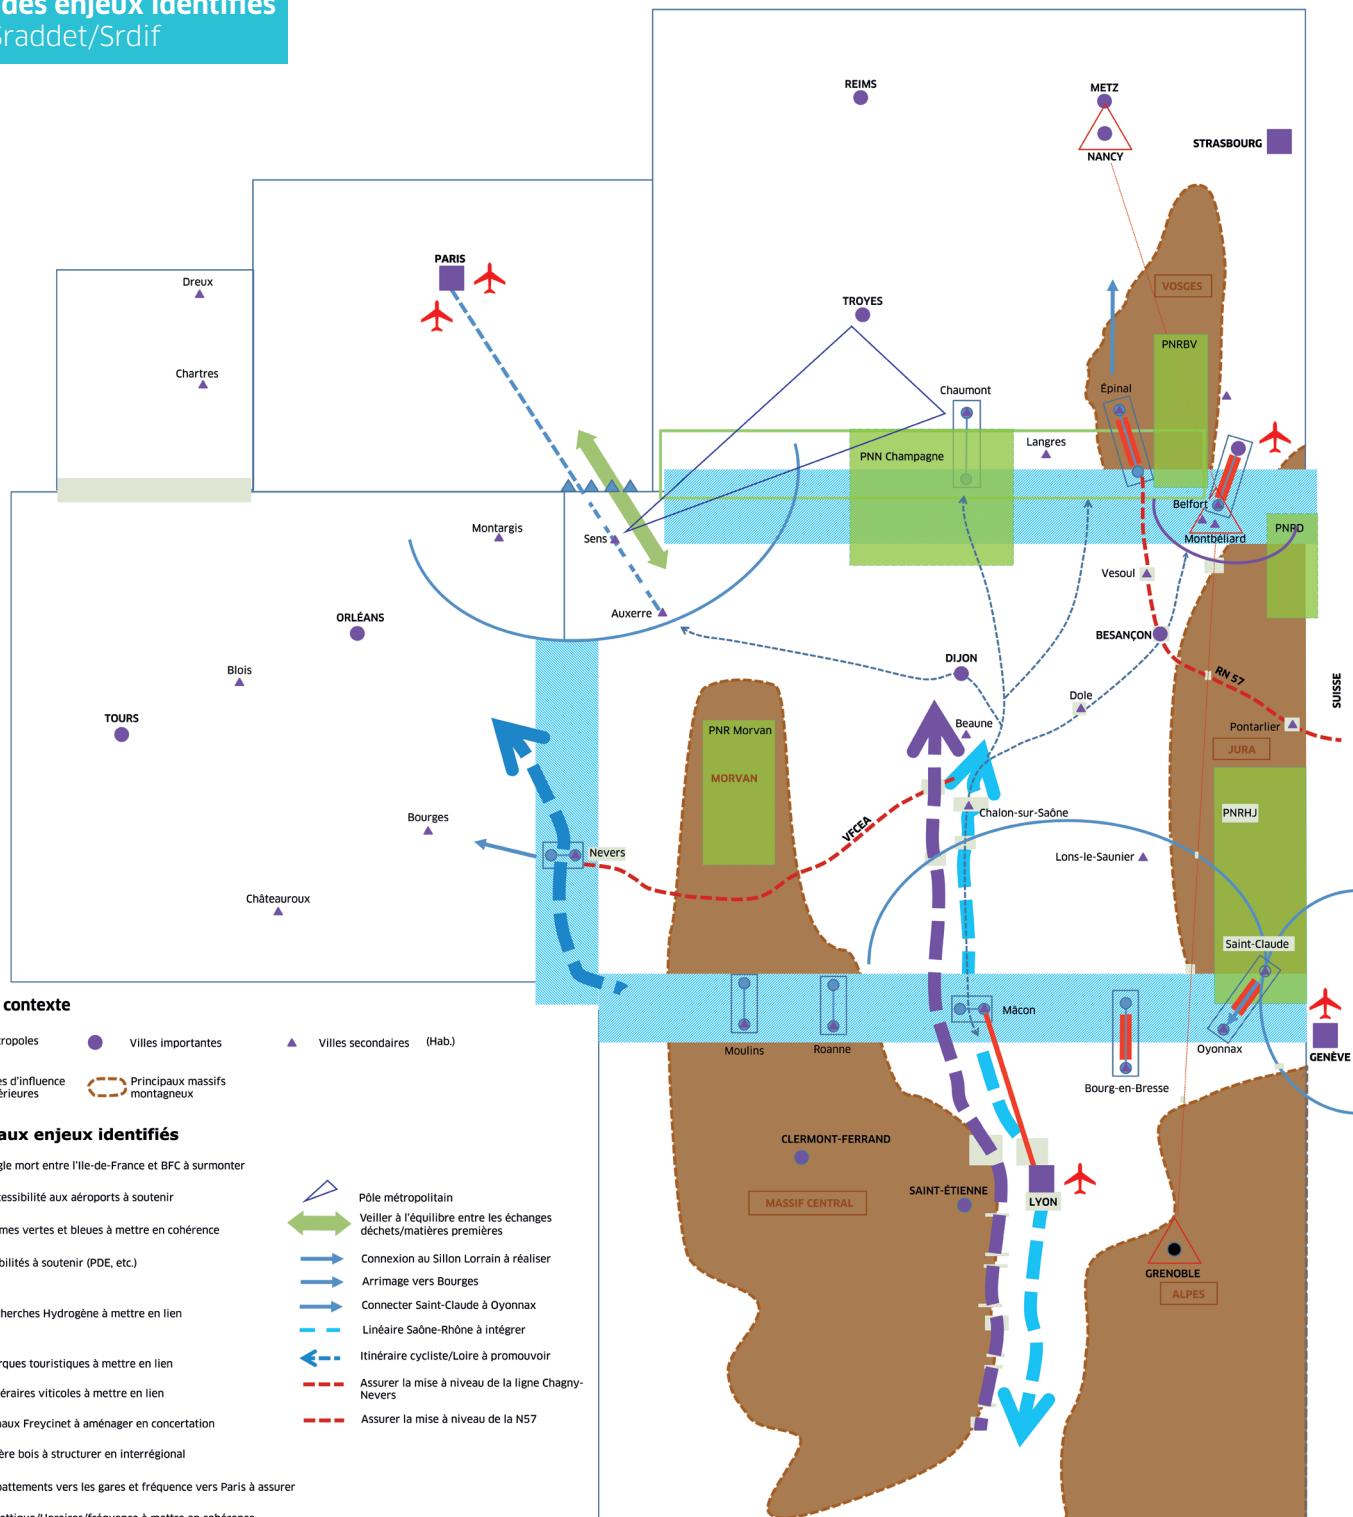 des enjeux identifiés
Sraddet/Srdif
REIMS
METZ
NANCY
STRASBOURG
PARIS
Dreux
VOSGES
TROYES
PNRBV
Chartres
Épinal
Chaumont
Langres
PNN Champagne
Belfort
Montbéliard
PNRD
Montargis
Sens
Vesoul
Auxerre
ORLÉANS
BESANÇON
DIJON
Blois
RN 57
SUISSE
Dole
TOURS
Beaune
Pontarlier
PNR Morvan
JURA
MORVAN
Chalon-sur-Saône
PNRHJ
Bourges
VFCEA
Nevers
Lons-le-Saunier
Châteauroux
Saint-Claude
contexte
Mâcon
tropoles
Villes importantes
Villes secondaires
(Hab.)
Moulins
Roanne
Oyonnax
GENÈVE
es d'influence
érieures
Principaux massifs
montagneux
Bourg-en-Bresse
aux enjeux identifiés
CLERMONT-FERRAND
gle mort entre l'Ile-de-France et BFC à surmonter
SAINT-ÉTIENNE
LYON
MASSIF CENTRAL
cessibilité aux aéroports à soutenir
Pôle métropolitain
mes vertes et bleues à mettre en cohérence
Veiller à l'équilibre entre les échanges
déchets/matières premières
bilités à soutenir (PDE, etc.)
Connexion au Sillon Lorrain à réaliser
GRENOBLE
Arrimage vers Bourges
ALPES
cherches Hydrogène à mettre en lien
Connecter Saint-Claude à Oyonnax
Linéaire Saône-Rhône à intégrer
rques touristiques à mettre en lien
Itinéraire cycliste/Loire à promouvoir
éraires viticoles à mettre en lien
Assurer la mise à niveau de la ligne Chagny-
Nevers
naux Freycinet à aménager en concertation
Assurer la mise à niveau de la N57
ère bois à structurer en interrégional
battements vers les gares et fréquence vers Paris à assurer